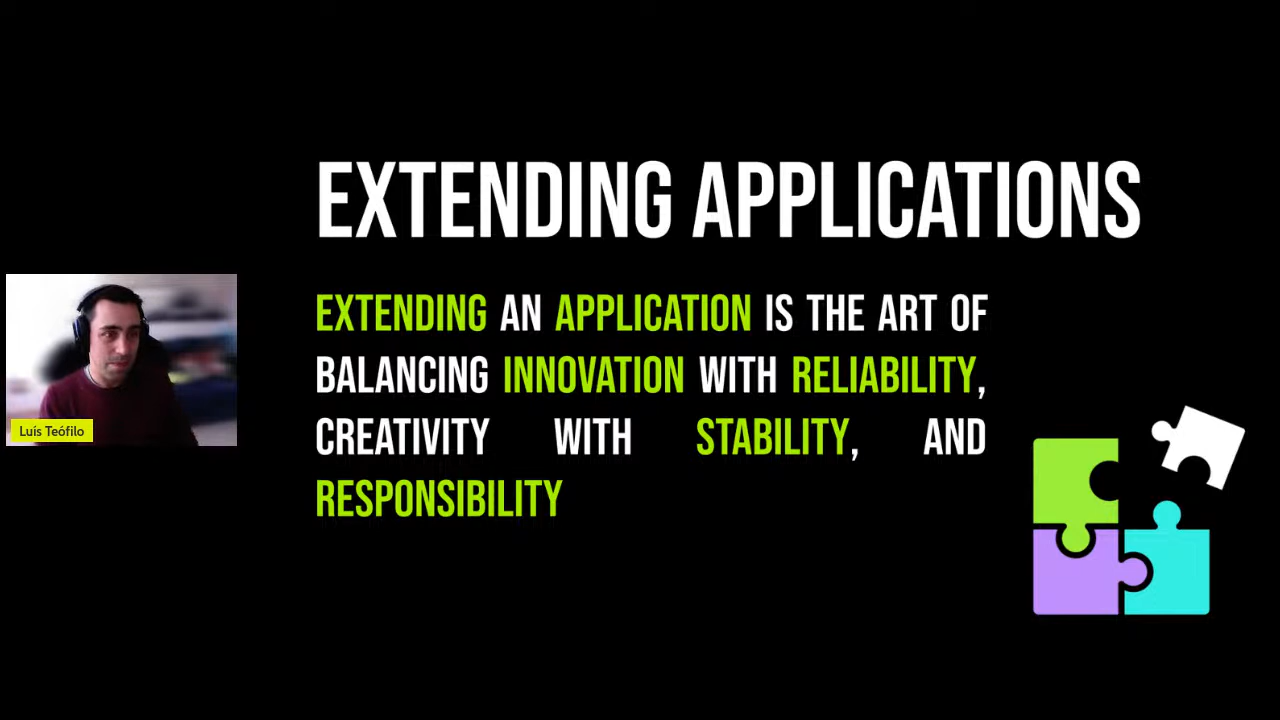 EXTENDING APPLICATIONS
EXTENDING AN APPLICATION IS THE ART OF
BALANCING INNOVATION WITH RELIABILITY,
CREATIVITY WITH STABILITY, AND
RESPONSIBILITY
Luís Teófilo